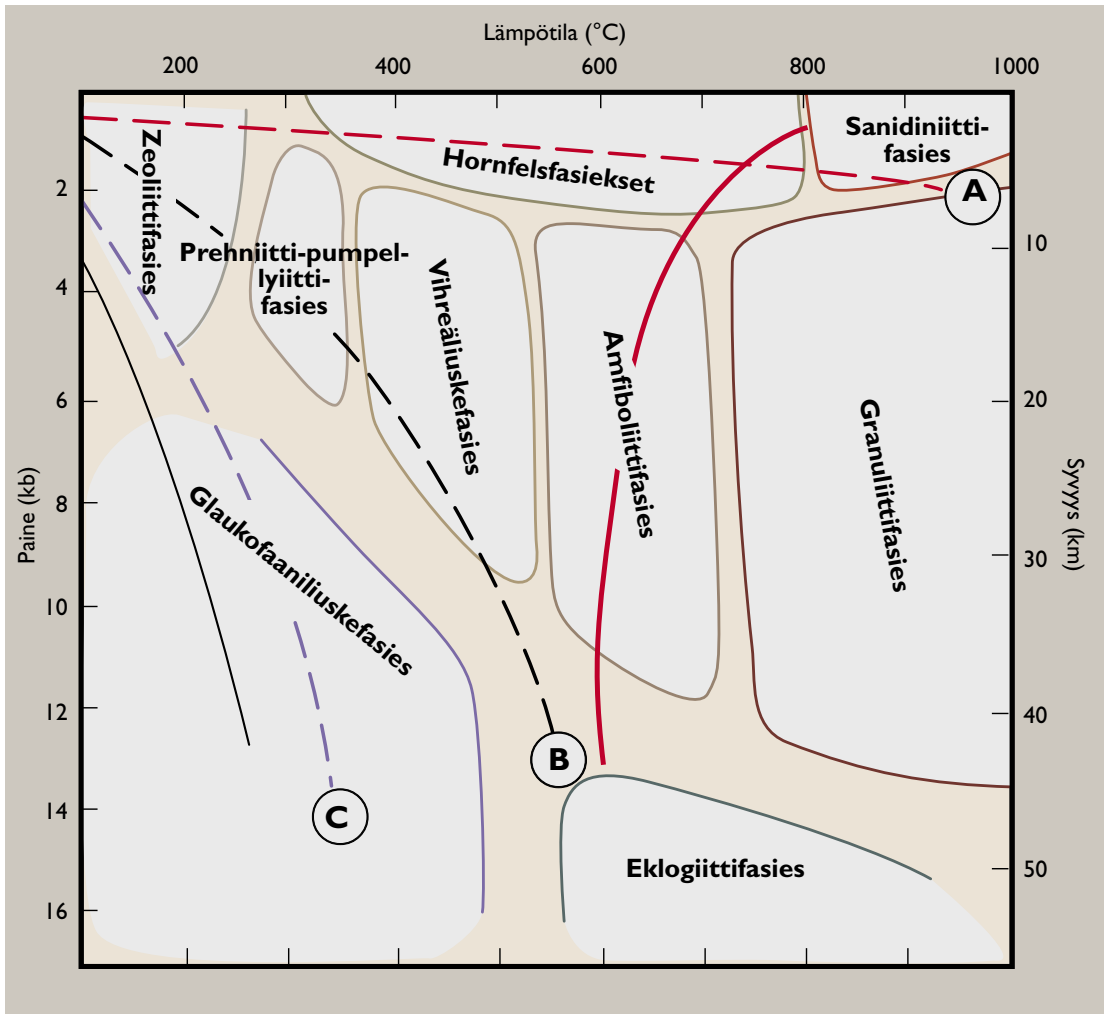 Lämpötila (°C)
200
400
600
800
1000
Zeoliittifasies
Hornfelsfasiekset
Sanidiniitti-
fasies
A
2
4
6
8
10
12
14
16
Paine (kb)
Prehniitti-pumpel-
lyiitti-
fasies
Vihreäliuskefasies
Amfiboliittifasies
Granuliittifasies
Glaukofaaniliuskefasies
B
C
Eklogiittifasies
10
20
30
40
50
Syvyys (km)